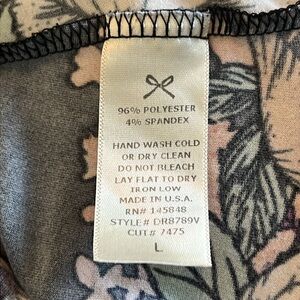 96% POLYESTER
4% SPANDEX
HAND WASH COLD
OR DRY CLEAN
DO NOT BLEACH
LAY FLAT TO DRY
IRON LOW
MADE IN U.S.A.
RN# 145848
STYLE# DR8789V
CUT# 7475
L